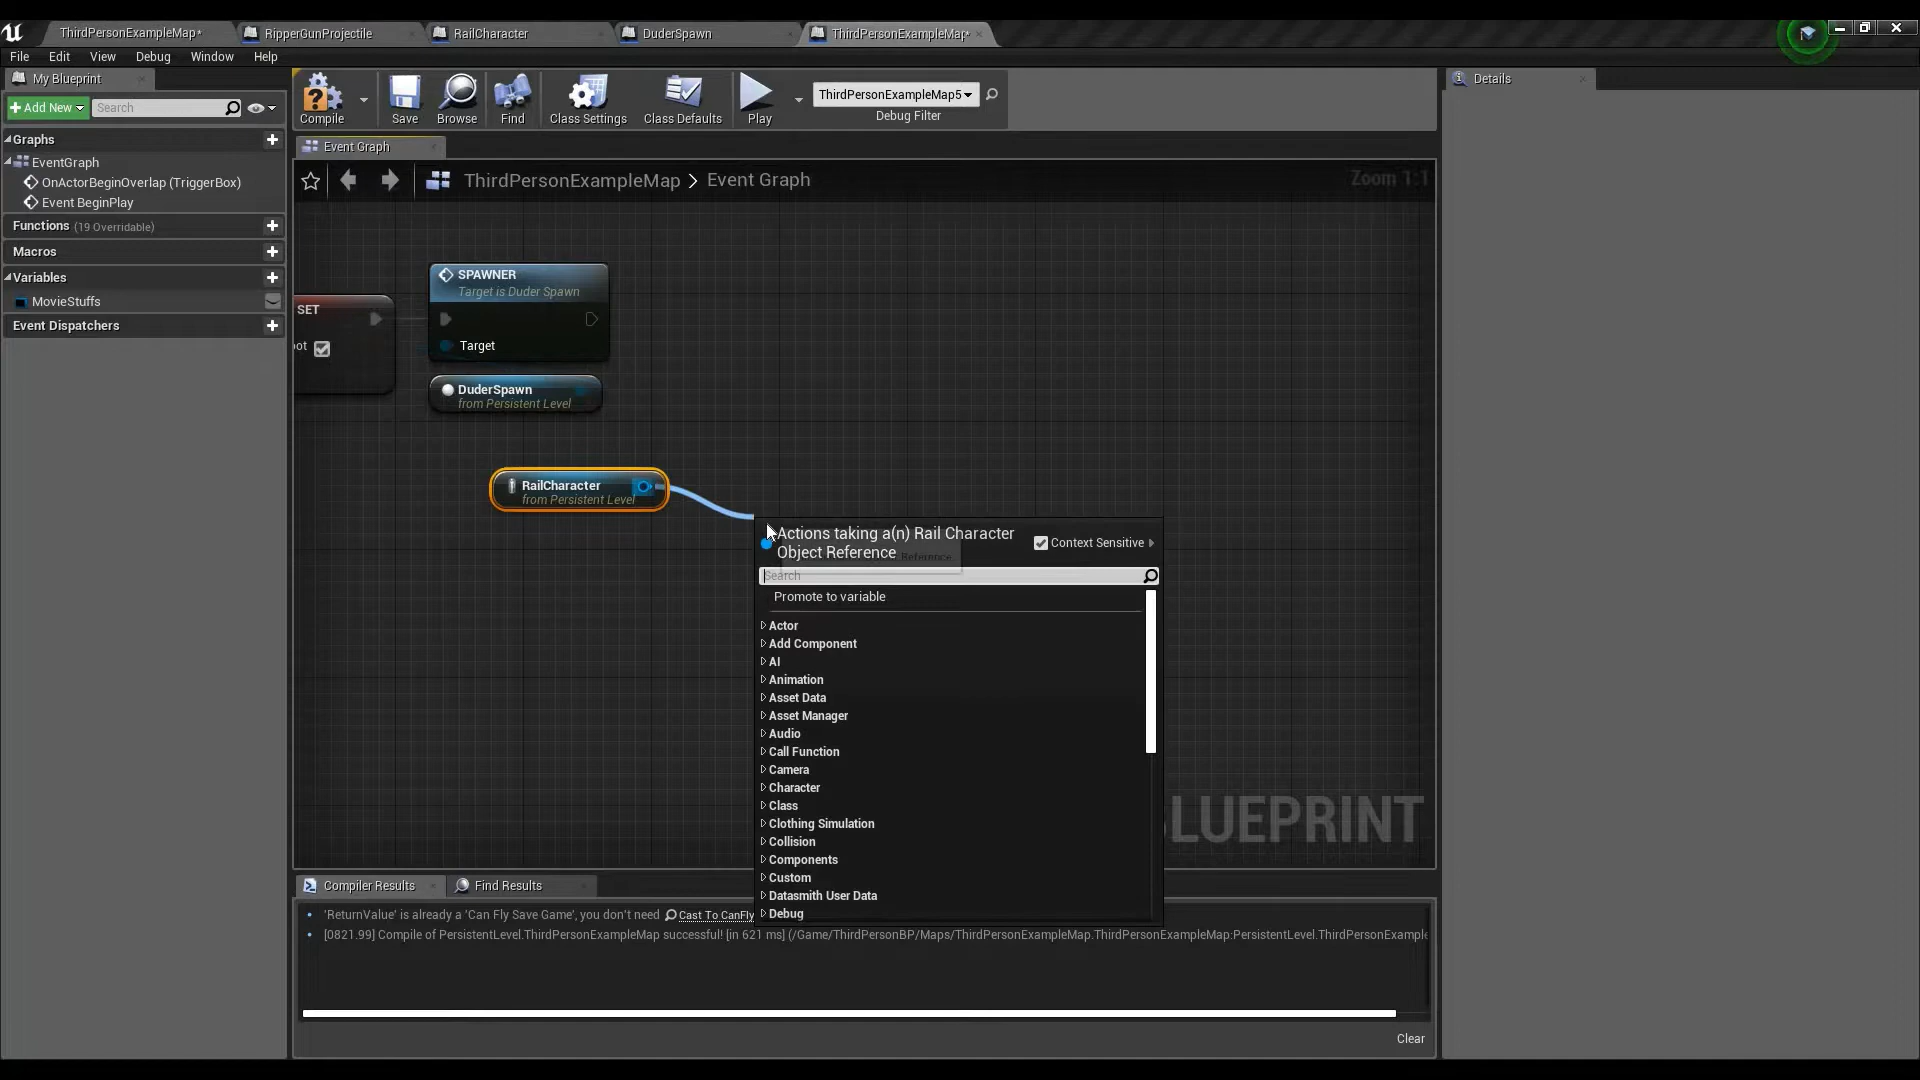 ThirdPersonExampleMap*
RipperGunProjectile
RailCharacter
DuderSpawn
ThirdPersonExampleMap*
File
Edit
View
Debug
Window
Help
My Blueprint
Details
Add New
Search
Compile
Save
Browse
Find
Class Settings
Class Defaults
Play
ThirdPersonExampleMap5
Debug Filter
Graphs
EventGraph
OnActorBeginOverlap (TriggerBox)
Event BeginPlay
Functions (19 Overridable)
Macros
Variables
MovieStuffs
Event Dispatchers
Event Graph
ThirdPersonExampleMap > Event Graph
Zoom 1:1
SET
ot
SPAWNER
Target is Duder Spawn
Target
DuderSpawn
from Persistent Level
RailCharacter
from Persistent Level
Actions taking a(n) Rail Character
Object Reference
Reference
Context Sensitive
Search
Promote to variable
Actor
Add Component
AI
Animation
Asset Data
Asset Manager
Audio
Call Function
Camera
Character
Class
Clothing Simulation
Collision
Components
Custom
Datasmith User Data
Debug
LUEPRINT
Compiler Results
Find Results
'ReturnValue' is already a 'Can Fly Save Game', you don't need Cast To CanFly
[0821.99] Compile of PersistentLevel.ThirdPersonExampleMap successful! [in 621 ms] (/Game/ThirdPersonBP/Maps/ThirdPersonExampleMap.ThirdPersonExampleMap:PersistentLevel.ThirdPersonExample
Clear